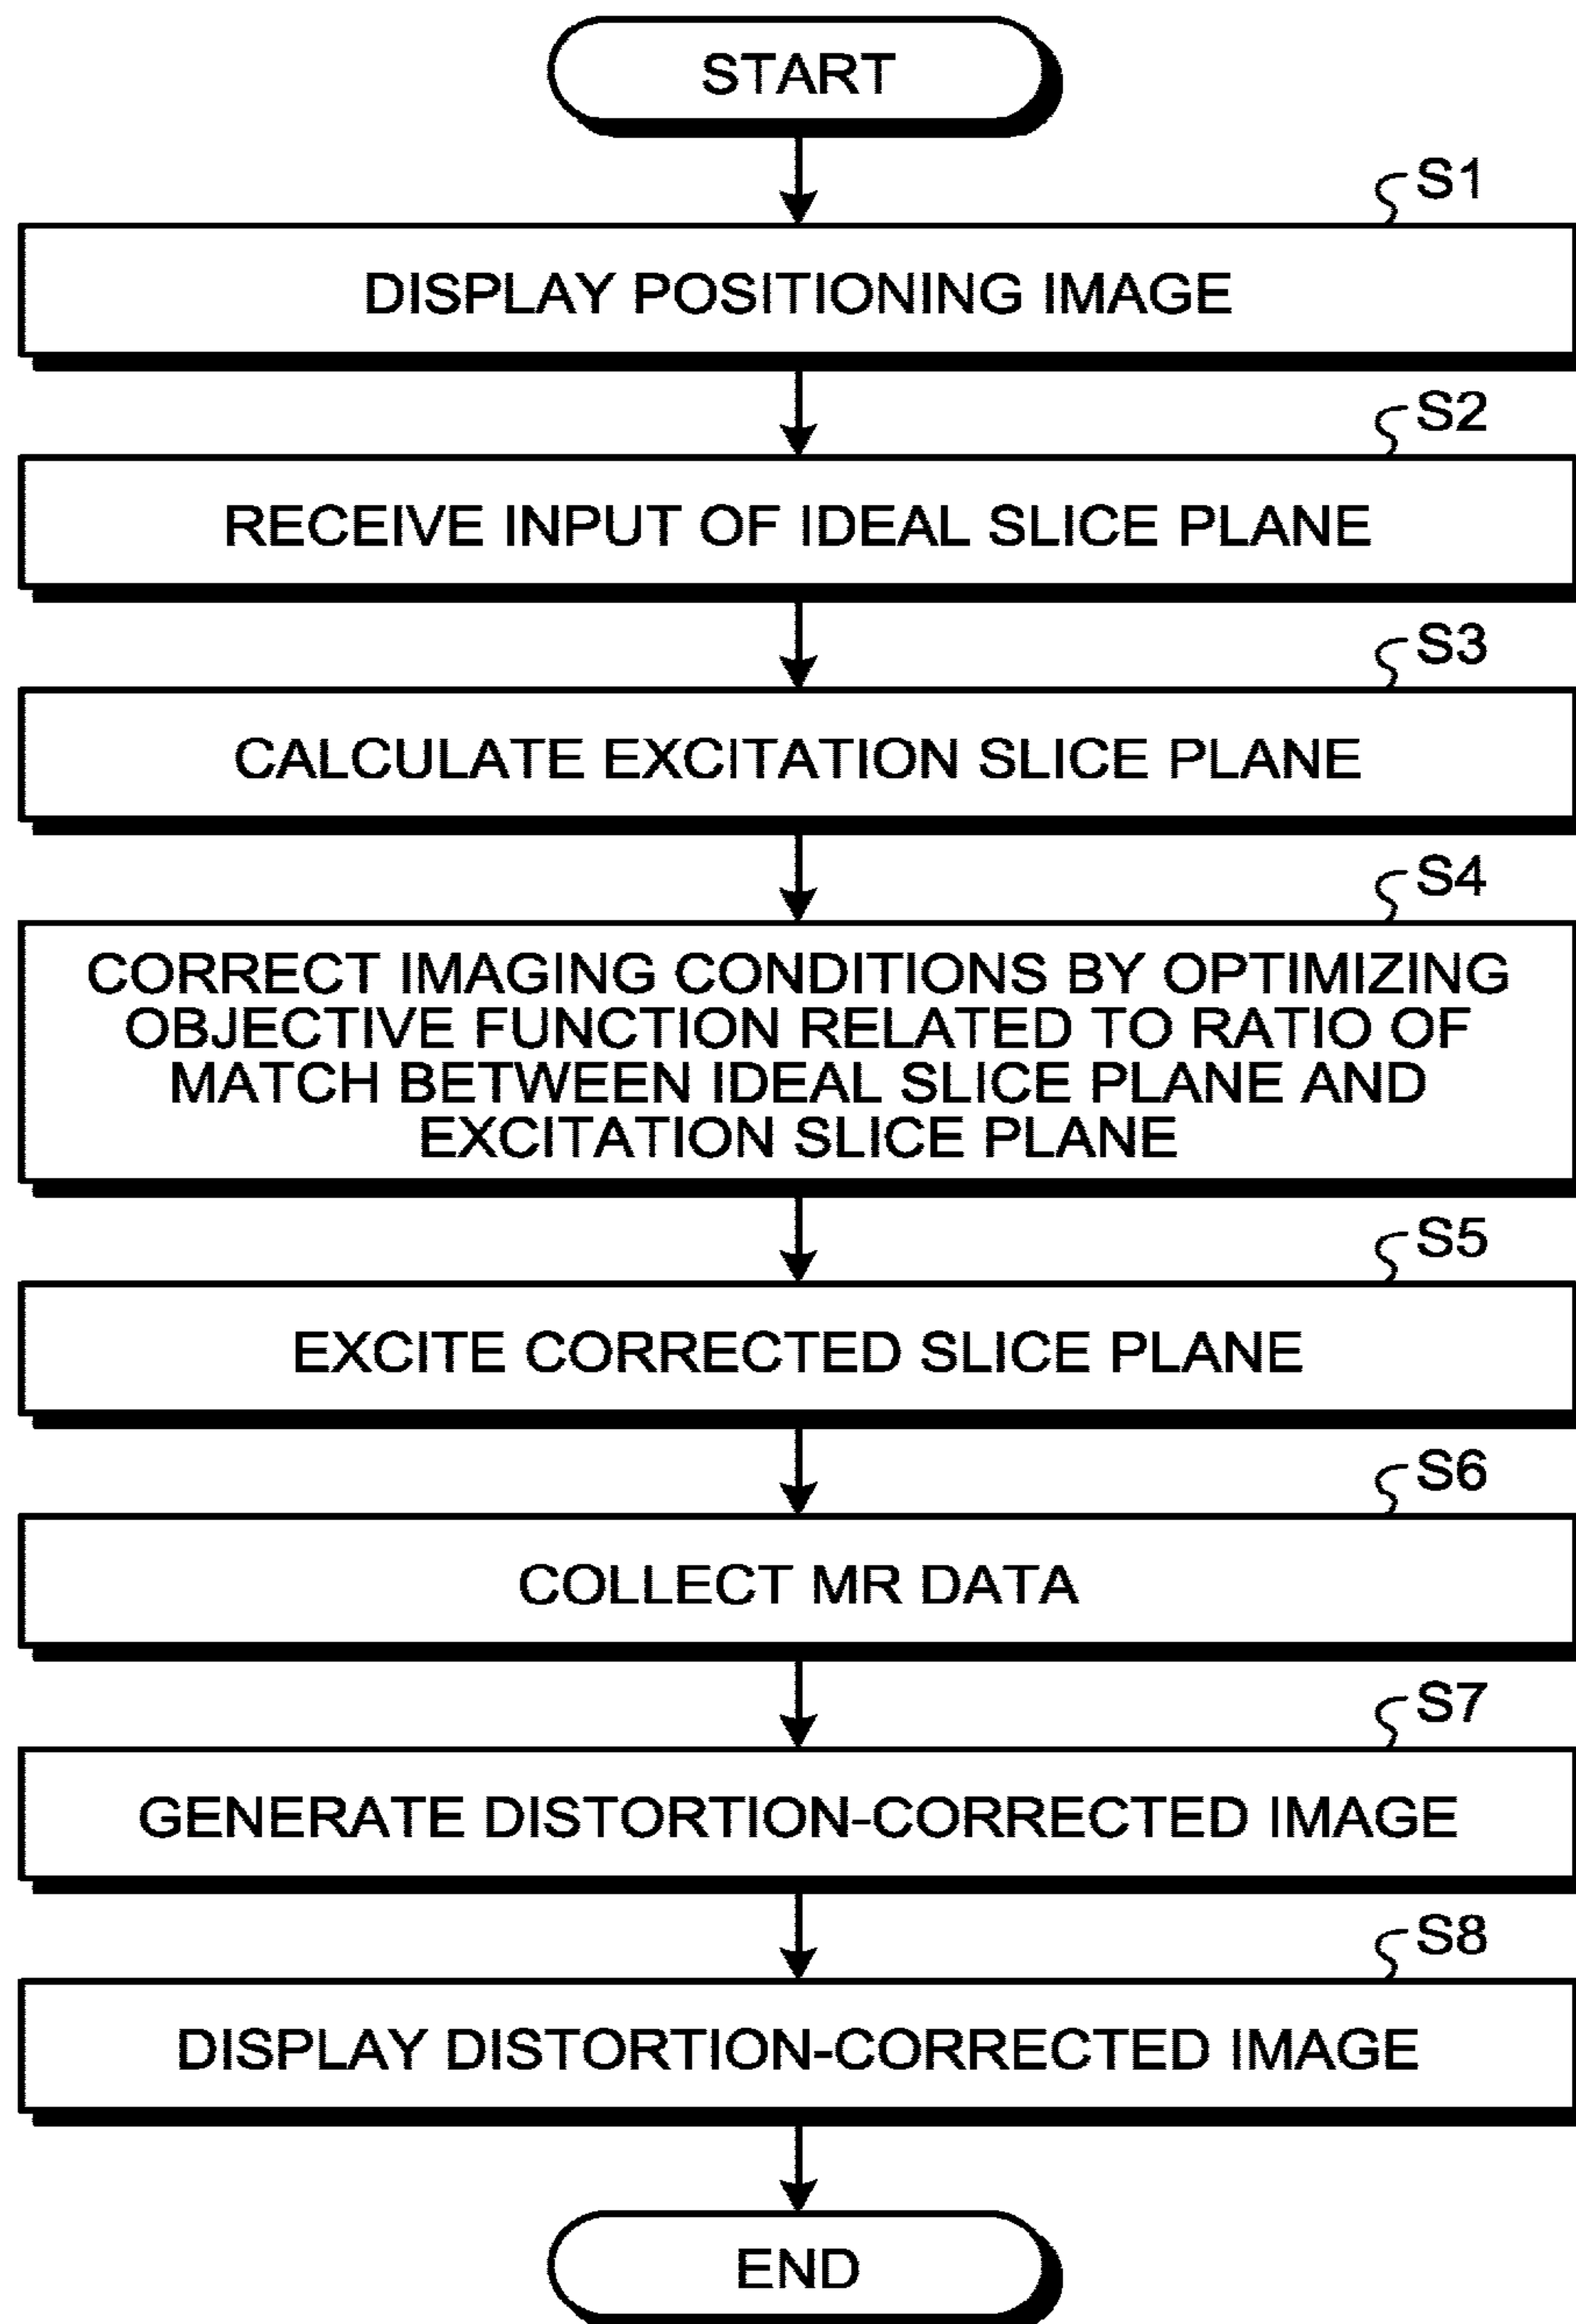 START
S1
DISPLAY POSITIONING IMAGE
S2
RECEIVE INPUT OF IDEAL SLICE PLANE
S3
CALCULATE EXCITATION SLICE PLANE
S4
CORRECT IMAGING CONDITIONS BY OPTIMIZING
OBJECTIVE FUNCTION RELATED TO RATIO OF
MATCH BETWEEN IDEAL SLICE PLANE AND
EXCITATION SLICE PLANE
S5
EXCITE CORRECTED SLICE PLANE
S6
COLLECT MR DATA
S7
GENERATE DISTORTION-CORRECTED IMAGE
S8
DISPLAY DISTORTION-CORRECTED IMAGE
END